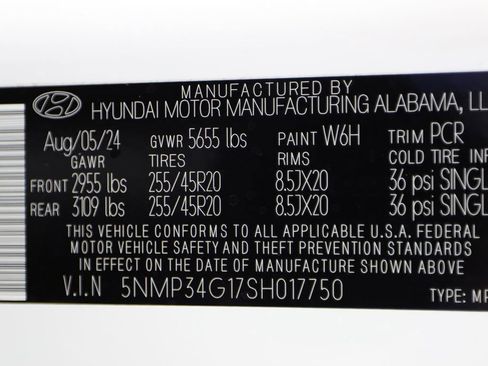 MANUFACTURED BY
HYUNDAI MOTOR MANUFACTURING ALABAMA, LL
Aug/05/24 GVWR 5655 lbs PAINT W6H TRIM PCR
GAWR TIRES RIMS COLD TIRE INF
FRONT 2955 lbs 255/45R20 8.5JX20 36 psi SINGL
REAR 3109 lbs 255/45R20 8.5JX20 36 psi SINGL
THIS VEHICLE CONFORMS TO ALL APPLICABLE U.S.A. FEDERAL
MOTOR VEHICLE SAFETY AND THEFT PREVENTION STANDARDS
IN EFFECT ON THE DATE OF MANUFACTURE SHOWN ABOVE
V.I.N 5NMP34G17SH017750 TYPE: MP